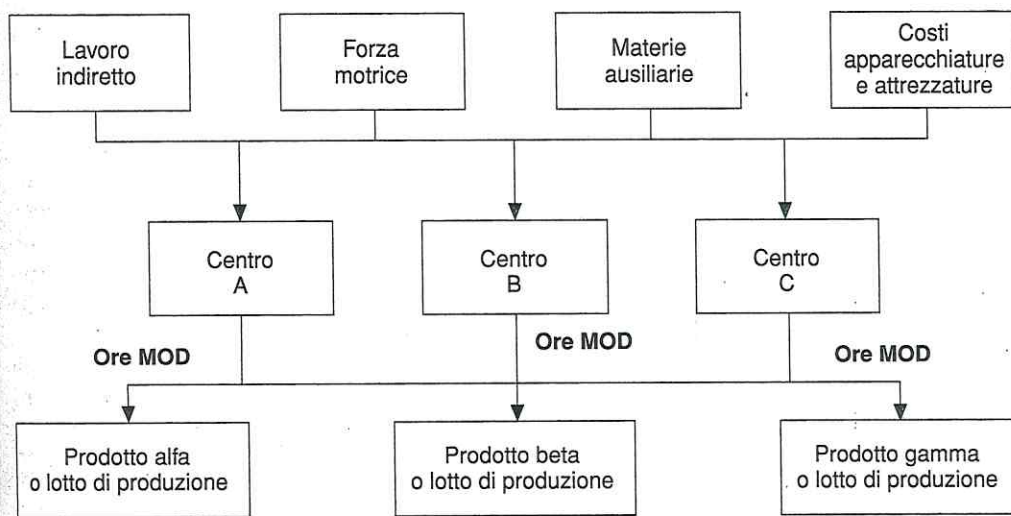 Lavoro
indiretto
Forza
motrice
Materie
ausiliarie
Costi
apparecchiature
e attrezzature
Centro
A
Centro
B
Centro
C
Ore MOD
Ore MOD
Ore MOD
Prodotto alfa
o lotto di produzione
Prodotto beta
o lotto di produzione
Prodotto gamma
o lotto di produzione